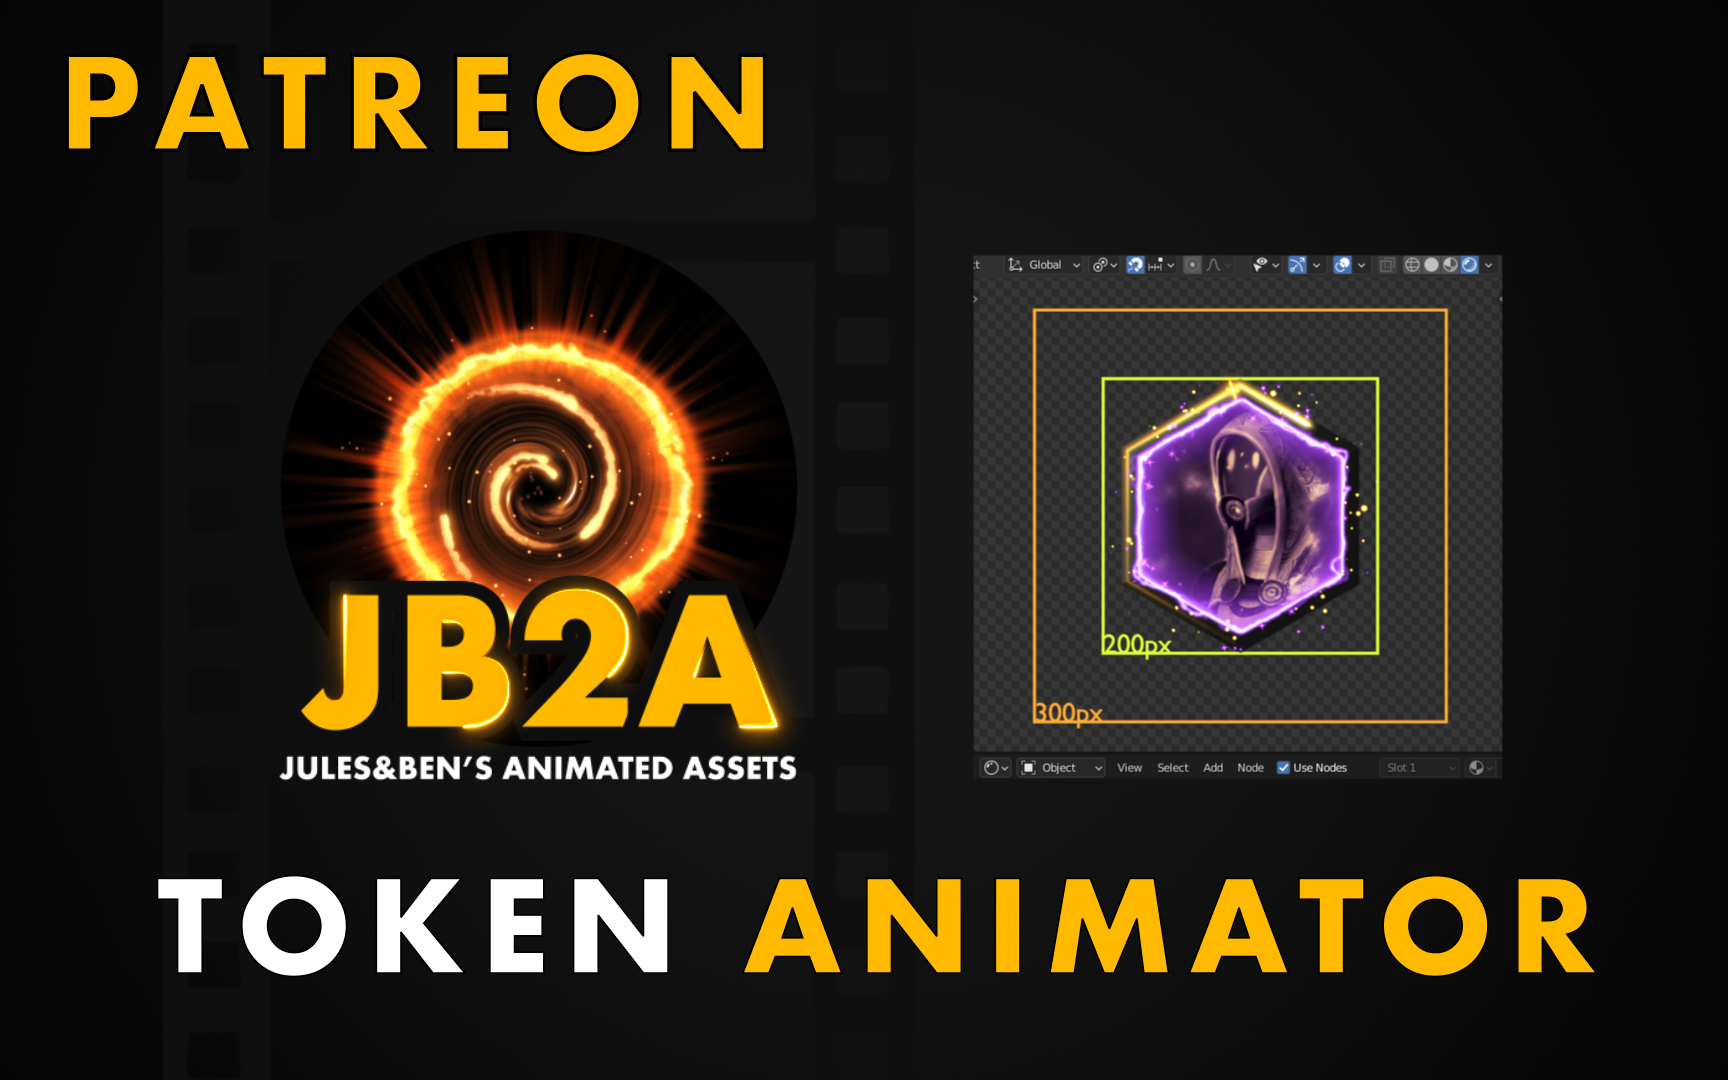 PATREON
t Global
200px
300px
Object View Select Add Node Use Nodes Slot 1
JB2A
JULES&BEN'S ANIMATED ASSETS
TOKEN ANIMATOR